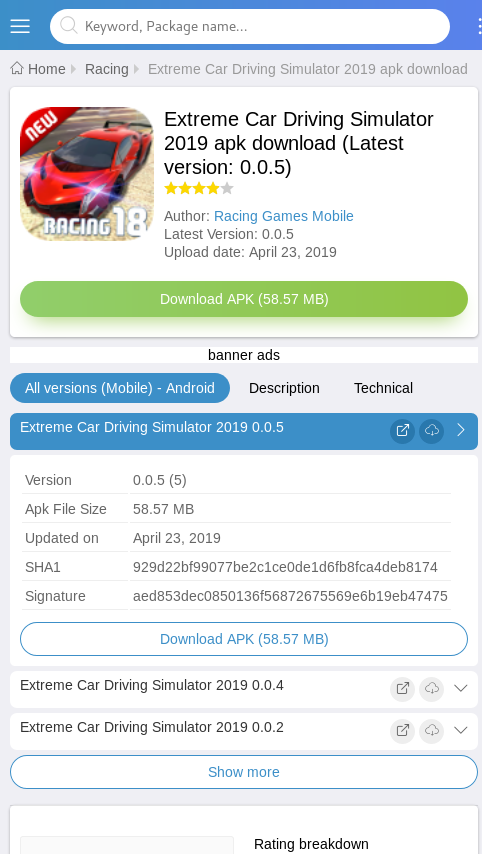 Keyword, Package name...
Home Racing Extreme Car Driving Simulator 2019 apk download
NEW
RACING 18
Extreme Car Driving Simulator
2019 apk download (Latest
version: 0.0.5)
Author: Racing Games Mobile
Latest Version: 0.0.5
Upload date: April 23, 2019
Download APK (58.57 MB)
banner ads
All versions (Mobile) - Android Description Technical
Extreme Car Driving Simulator 2019 0.0.5
Version 0.0.5 (5)
Apk File Size 58.57 MB
Updated on April 23, 2019
SHA1 929d22bf99077be2c1ce0de1d6fb8fca4deb8174
Signature aed853dec0850136f56872675569e6b19eb47475
Download APK (58.57 MB)
Extreme Car Driving Simulator 2019 0.0.4
Extreme Car Driving Simulator 2019 0.0.2
Show more
Rating breakdown